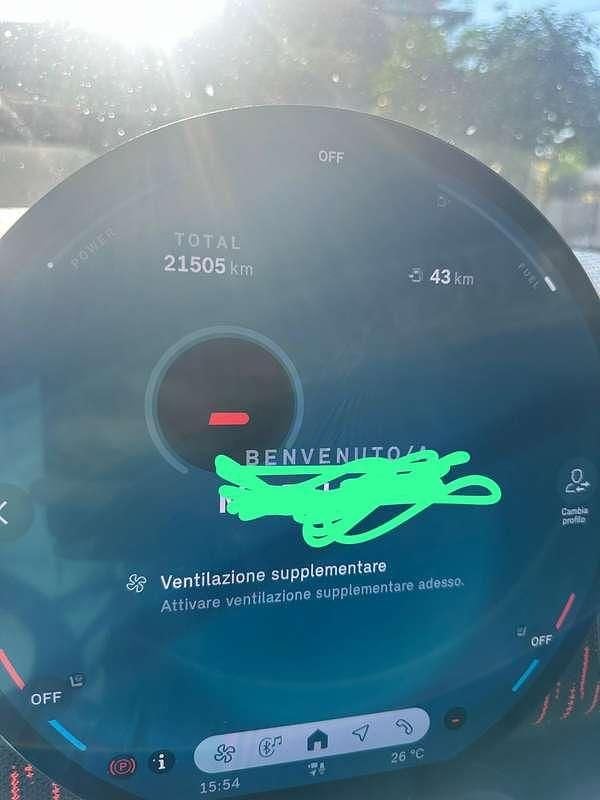 OFF
POWER
TOTAL
21505 km
43 km
FUEL
BENVENUTO/A
Cambia
profilo
Ventilazione supplementare
Attivare ventilazione supplementare adesso.
OFF
OFF
P
i
15:54
26 °C